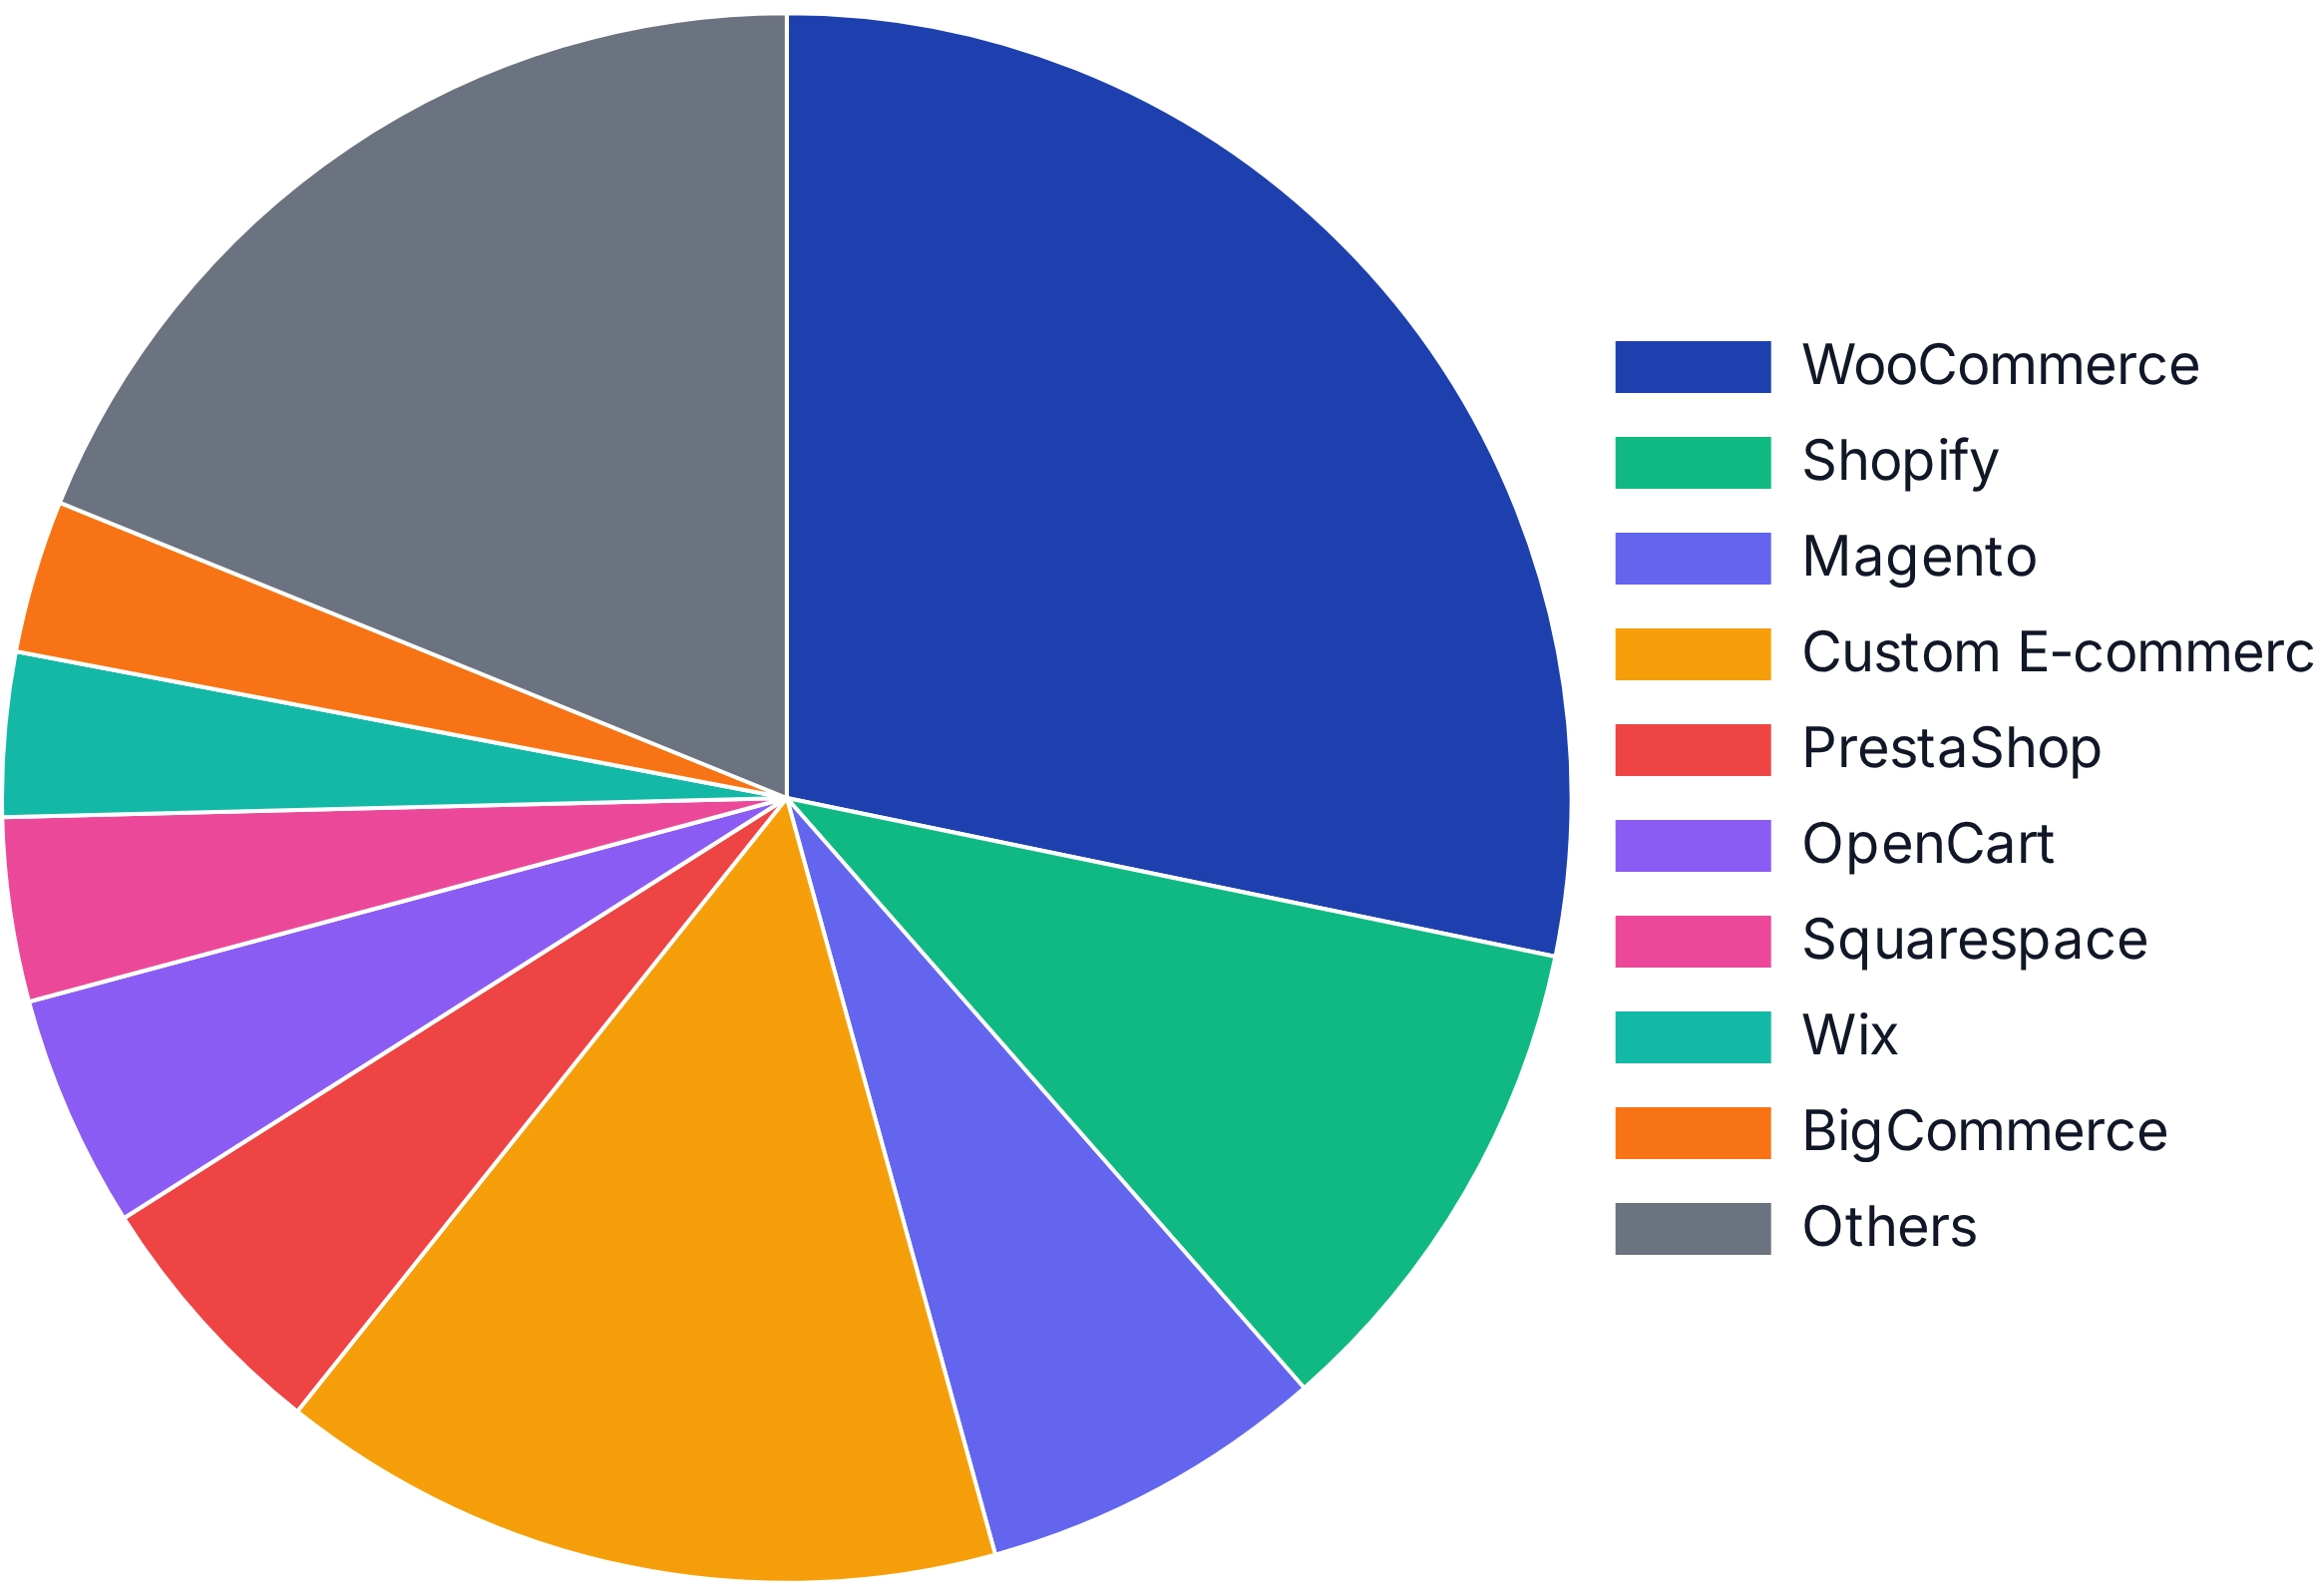 WooCommerce
Shopify
Magento
Custom E-commerc
PrestaShop
OpenCart
Squarespace
Wix
BigCommerce
Others